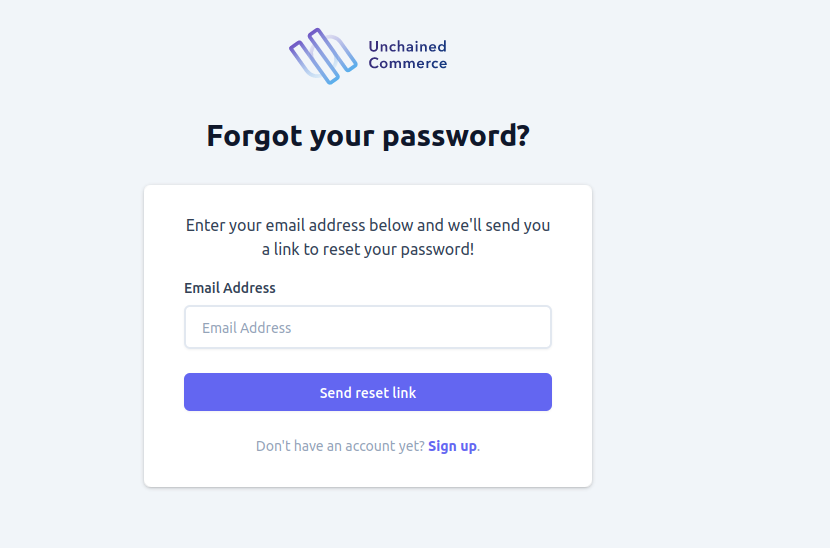 Unchained
Commerce
Forgot your password?
Enter your email address below and we'll send you
a link to reset your password!
Email Address
Email Address
Send reset link
Don't have an account yet? Sign up.